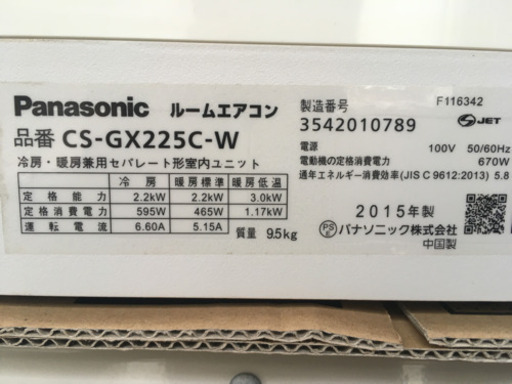 Panasonic ルームエアコン
品番 CS-GX225C-W
冷房・暖房兼用セパレート形室内ユニット
冷房 暖房標準 暖房低温
定格能力 2.2kW 2.2kW 3.0kW
定格消費電力 595W 465W 1.17kW
運転電流 6.60A 5.15A
質量 9.5kg
製造番号 F116342
3542010789 JET
電源 100V 50/60Hz
電動機の定格消費電力 670W
通年エネルギー消費効率(JIS C 9612:2013) 5.8
2015年製
PSE パナソニック株式会社
中国製